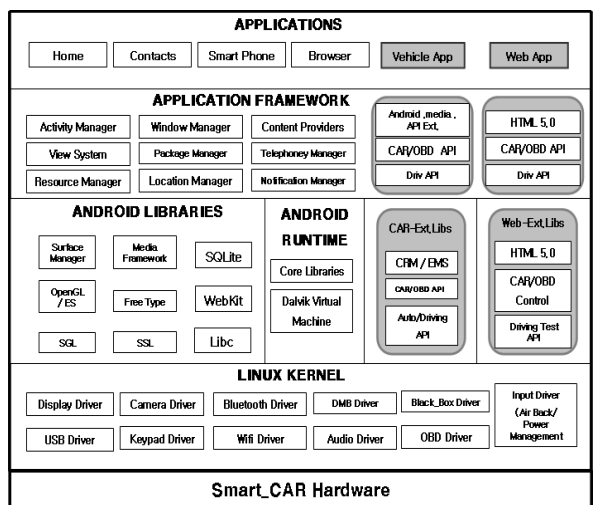 APPLICATIONS
Home
Contacts
Smart Phone
Browser
Vehicle App
Web App
APPLICATION FRAMEWORK
Activity Manager
Window Manager
Content Providers
View System
Package Manager
Telephoney Manager
Resource Manager
Location Manager
Notification Manager
Android ,media ,
API Ext,
CAR/OBD API
Driv API
HTML 5,0
CAR/OBD API
Driv API
ANDROID LIBRARIES
Surface
Manager
Media
Framework
SQLite
OpenGL
/ ES
Free Type
WebKit
SGL
SSL
Libc
ANDROID
RUNTIME
Core Libraries
Dalvik Virtual
Machine
CAR-Ext,Libs
CRM / EMS
CAR/OBD API
Auto/Driving
API
Web-Ext,Libs
HTML 5,0
CAR/OBD
Control
Driving Test
API
LINUX KERNEL
Display Driver
Camera Driver
Bluetooth Driver
DMB Driver
Black_Box Driver
Input Driver
(Air Back/
Power
Management
USB Driver
Keypad Driver
Wifi Driver
Audio Driver
OBD Driver
Smart_CAR Hardware